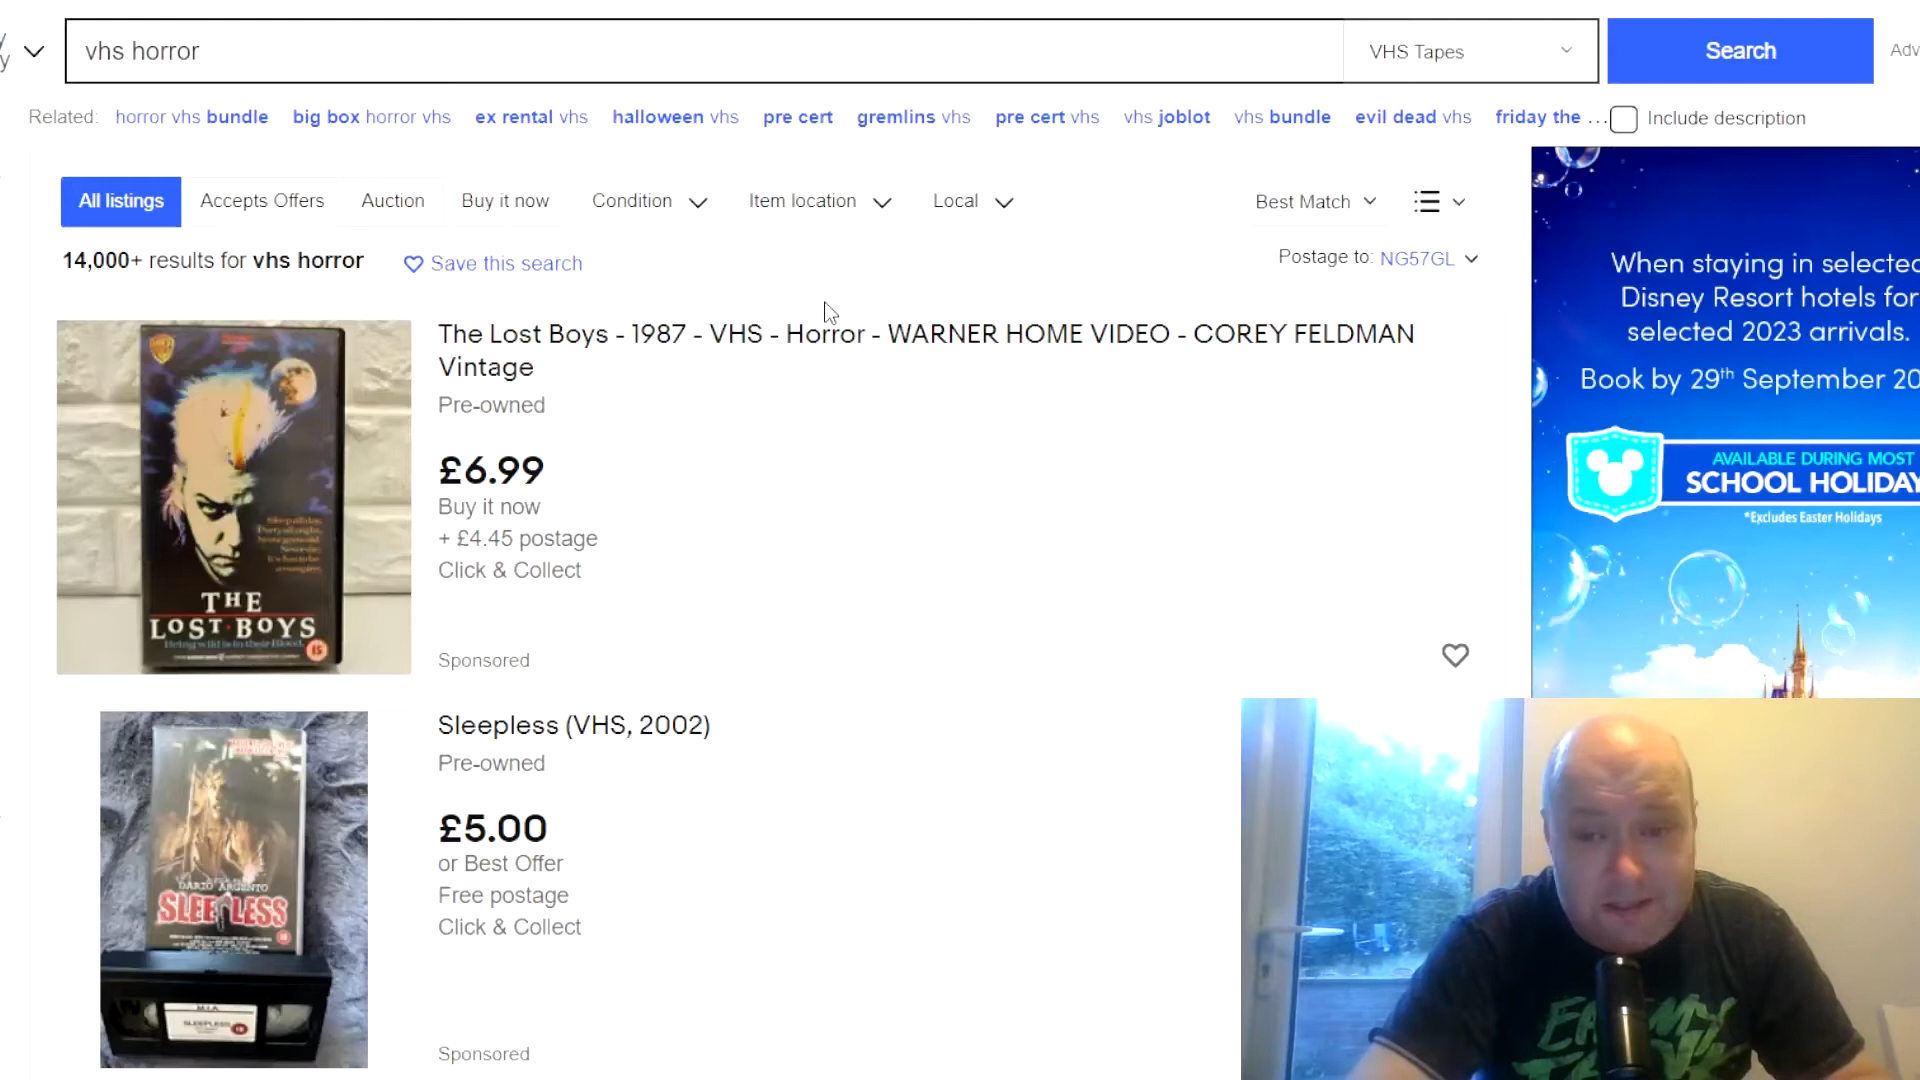 vhs horror
VHS Tapes
Search
Adv
Related: horror vhs bundle big box horror vhs ex rental vhs halloween vhs pre cert gremlins vhs pre cert vhs vhs joblot vhs bundle evil dead vhs friday the ...
Include description
All listings Accepts Offers Auction Buy it now Condition Item location Local Best Match
14,000+ results for vhs horror Save this search Postage to: NG57GL
The Lost Boys - 1987 - VHS - Horror - WARNER HOME VIDEO - COREY FELDMAN
Vintage
Pre-owned
£6.99
Buy it now
+ £4.45 postage
Click & Collect
Sponsored
THE
LOST BOYS
15
Sleepless (VHS, 2002)
Pre-owned
£5.00
or Best Offer
Free postage
Click & Collect
Sponsored
DARIO ARGENTO
SLEEPLESS
18
SLEEPLESS
When staying in selected
Disney Resort hotels for
selected 2023 arrivals.
Book by 29th September 20
AVAILABLE DURING MOST
SCHOOL HOLIDAY
*Excludes Easter Holidays